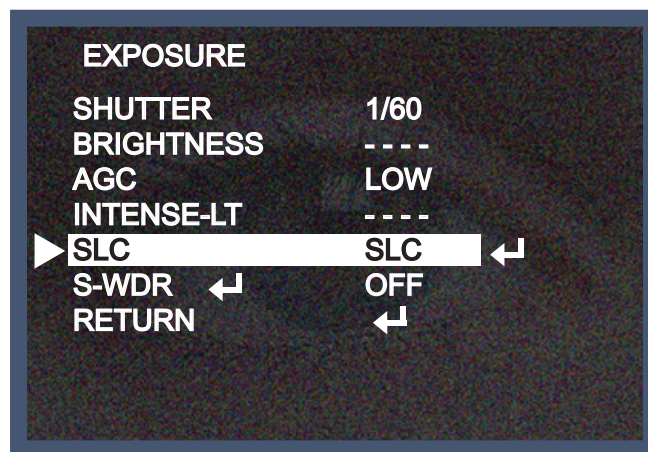 EXPOSURE
SHUTTER 1/60
BRIGHTNESS - - - -
AGC LOW
INTENSE-LT - - - -
SLC SLC ↵
S-WDR ↵ OFF
RETURN ↵